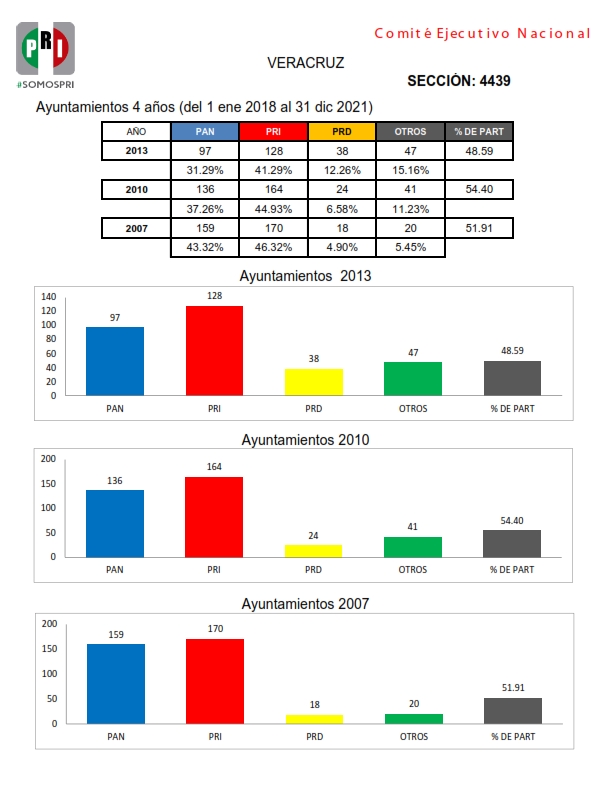 Comité Ejecutivo Nacional
PRI
#SOMOSPRI
VERACRUZ
SECCIÓN: 4439
Ayuntamientos 4 años (del 1 ene 2018 al 31 dic 2021)
AÑO PAN PRI PRD OTROS % DE PART
2013 97 128 38 47 48.59
31.29% 41.29% 12.26% 15.16%
2010 136 164 24 41 54.40
37.26% 44.93% 6.58% 11.23%
2007 159 170 18 20 51.91
43.32% 46.32% 4.90% 5.45%
Ayuntamientos 2013
140
120
100
80
60
40
20
0
97 128 38 47 48.59
PAN PRI PRD OTROS % DE PART
Ayuntamientos 2010
200
150
100
50
0
136 164 24 41 54.40
PAN PRI PRD OTROS % DE PART
Ayuntamientos 2007
200
150
100
50
0
159 170 18 20 51.91
PAN PRI PRD OTROS % DE PART